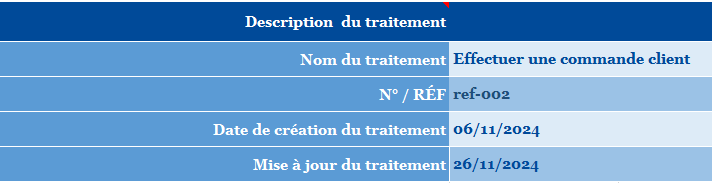 Description  du traitement
Nom du traitement Effectuer une commande client
N° / RÉF ref-002
Date de création du traitement 06/11/2024
Mise à jour du traitement 26/11/2024